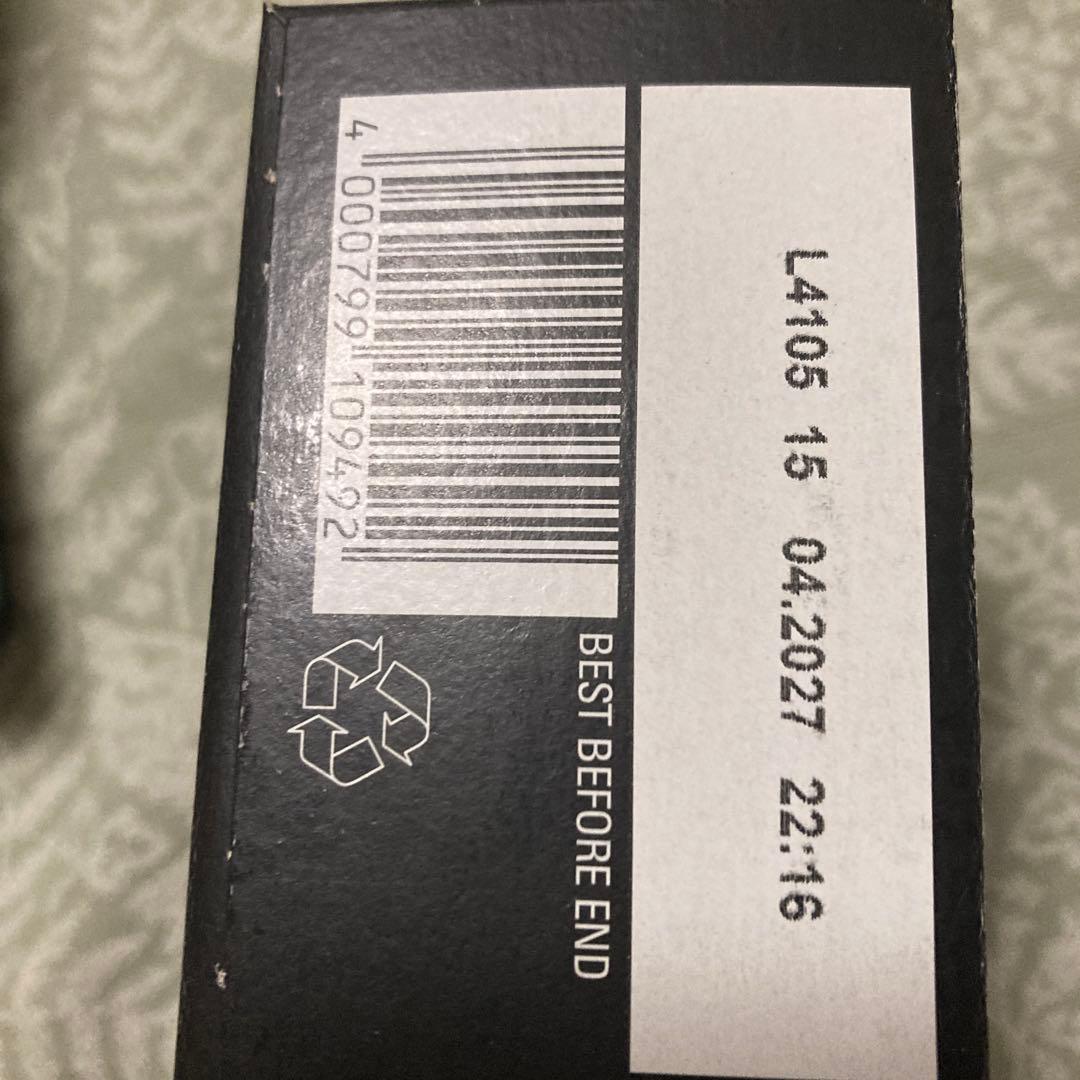 L4105 15 04.2027 22:16
4 000799 109492
BEST BEFORE END